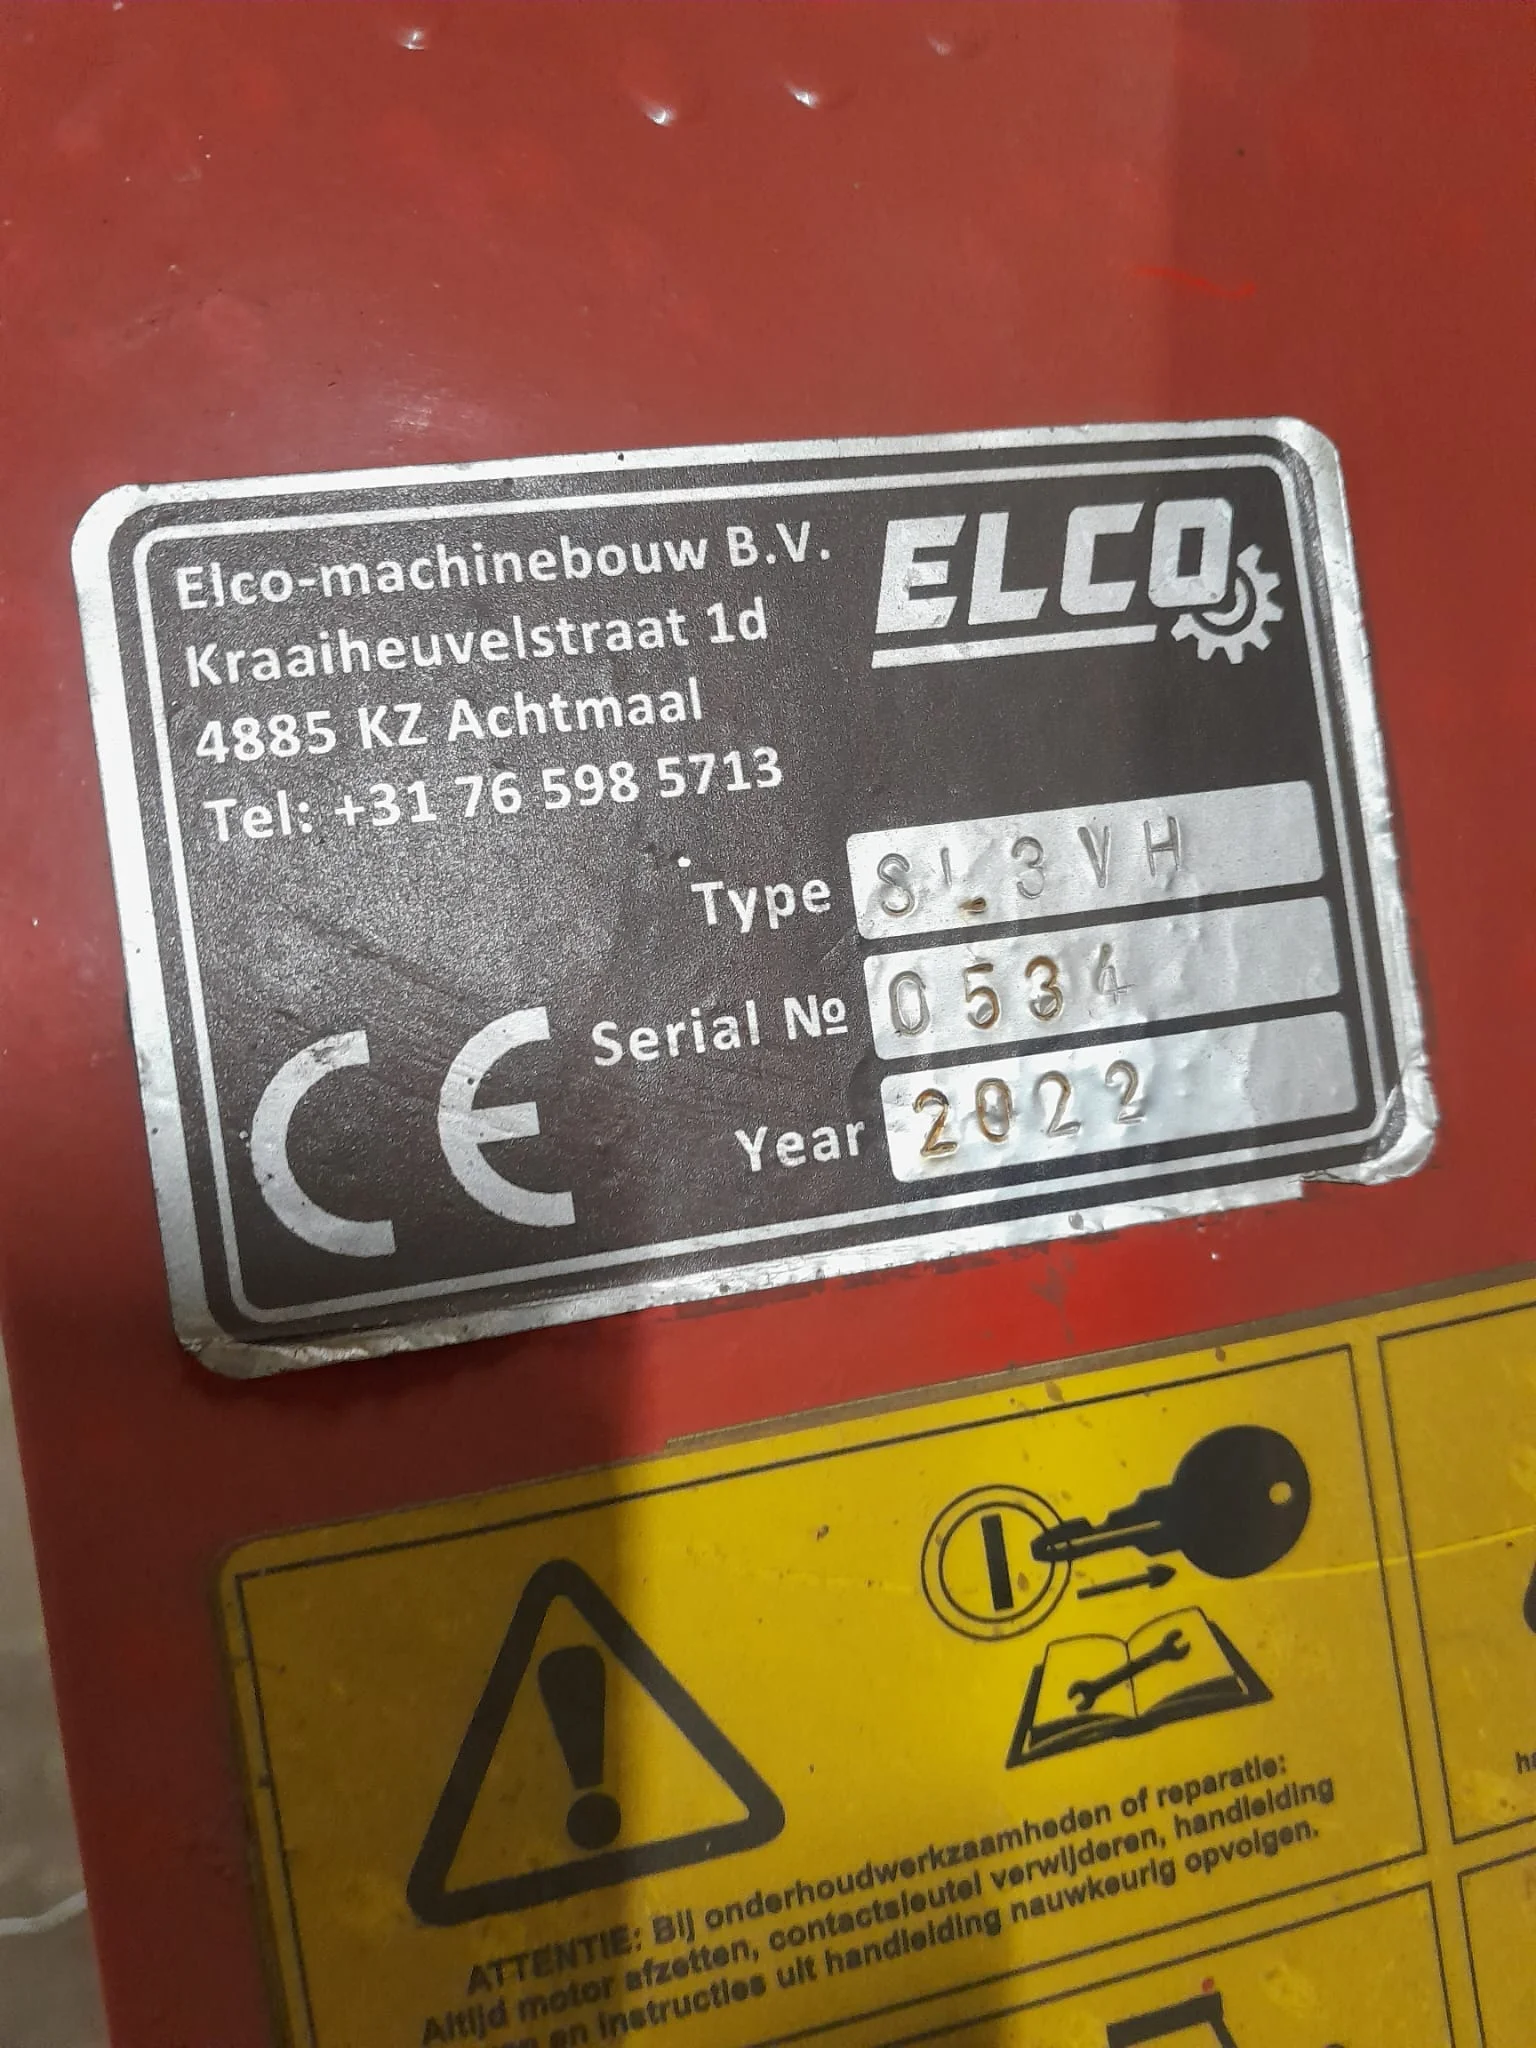 Elco-machinebouw B.V.
Kraaiheuvelstraat 1d
4885 KZ Achtmaal
Tel: +31 76 598 5713
ELCO
Type SL3VH
Serial № 0534
Year 2022
CE
ATTENTIE: Bij onderhoudwerkzaamheden of reparatie:
Altijd motor afzetten, contactsleutel verwijderen, handleiding
en instructies uit handleiding nauwkeurig opvolgen.